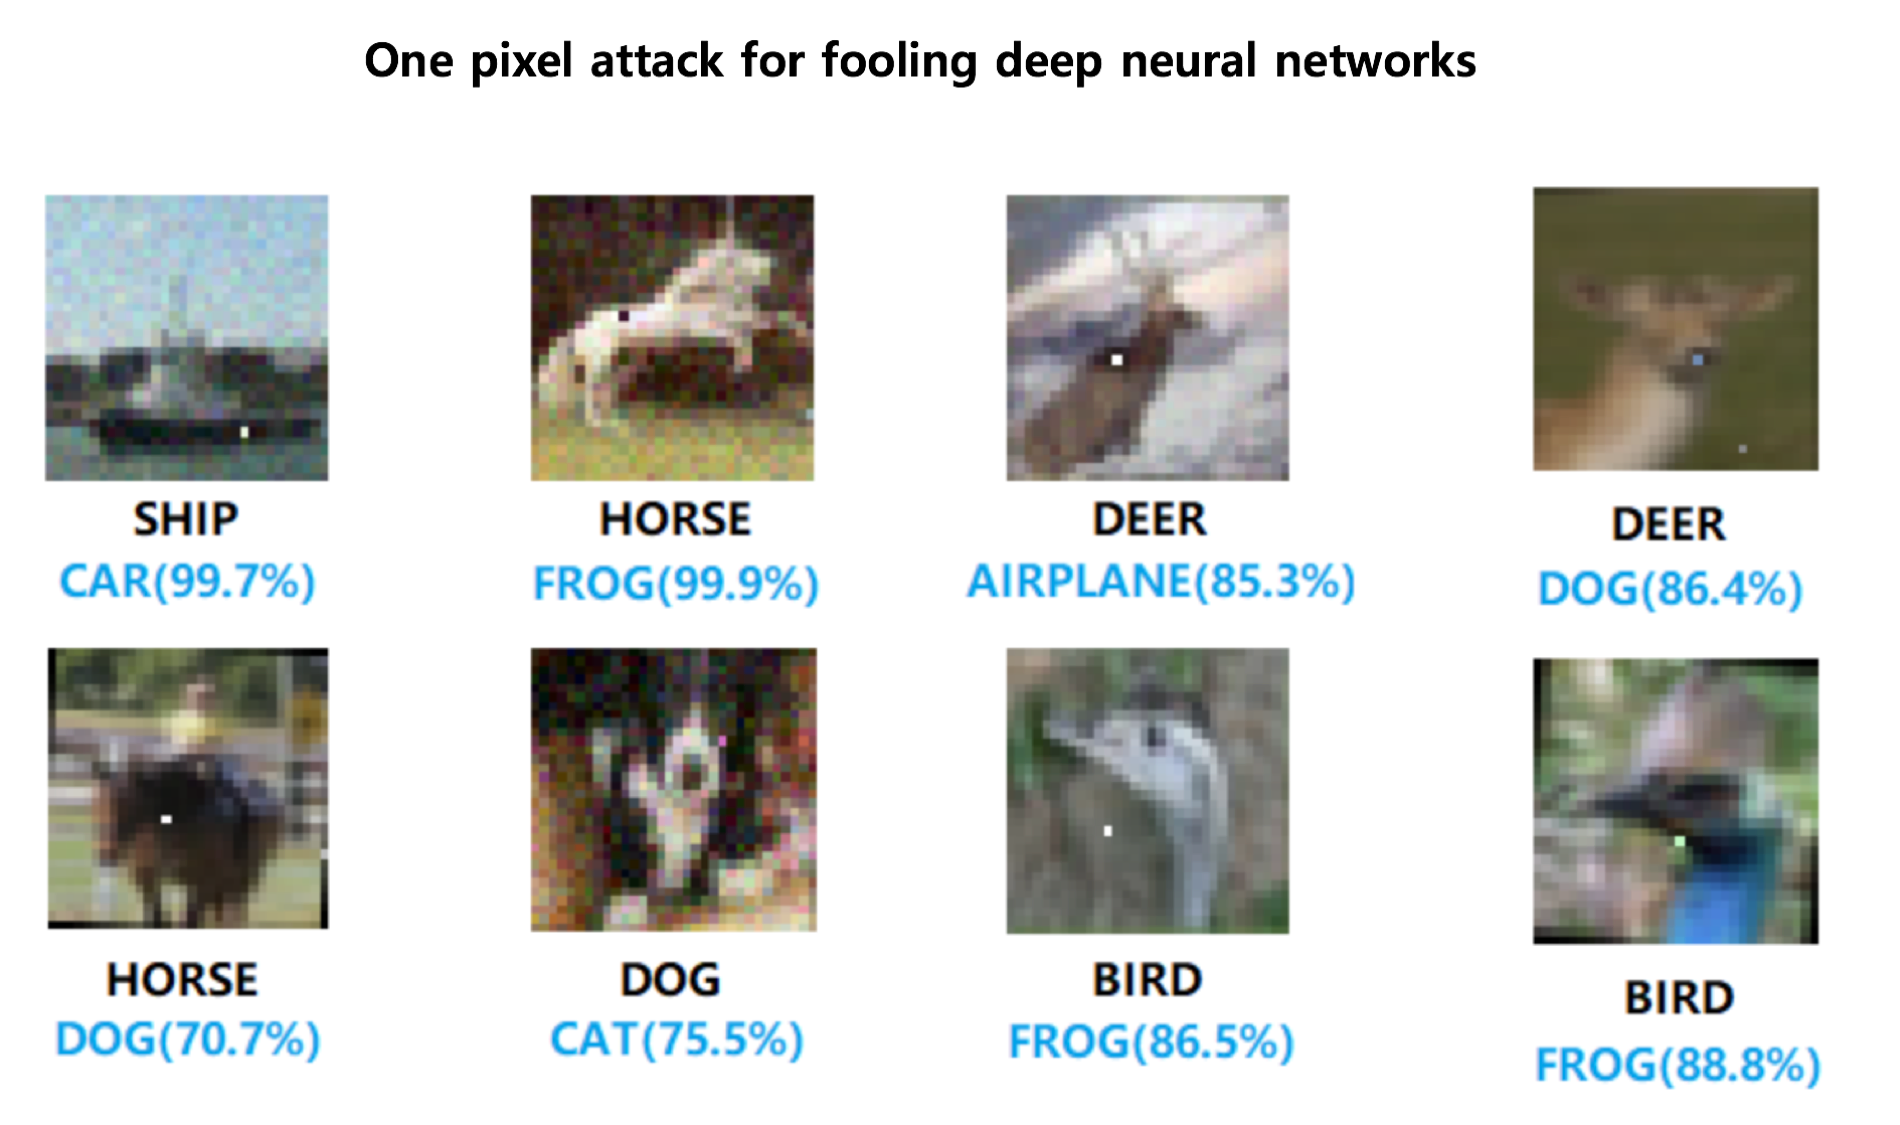 One pixel attack for fooling deep neural networks
SHIP
CAR(99.7%)
HORSE
FROG(99.9%)
DEER
AIRPLANE(85.3%)
DEER
DOG(86.4%)
HORSE
DOG(70.7%)
DOG
CAT(75.5%)
BIRD
FROG(86.5%)
BIRD
FROG(88.8%)